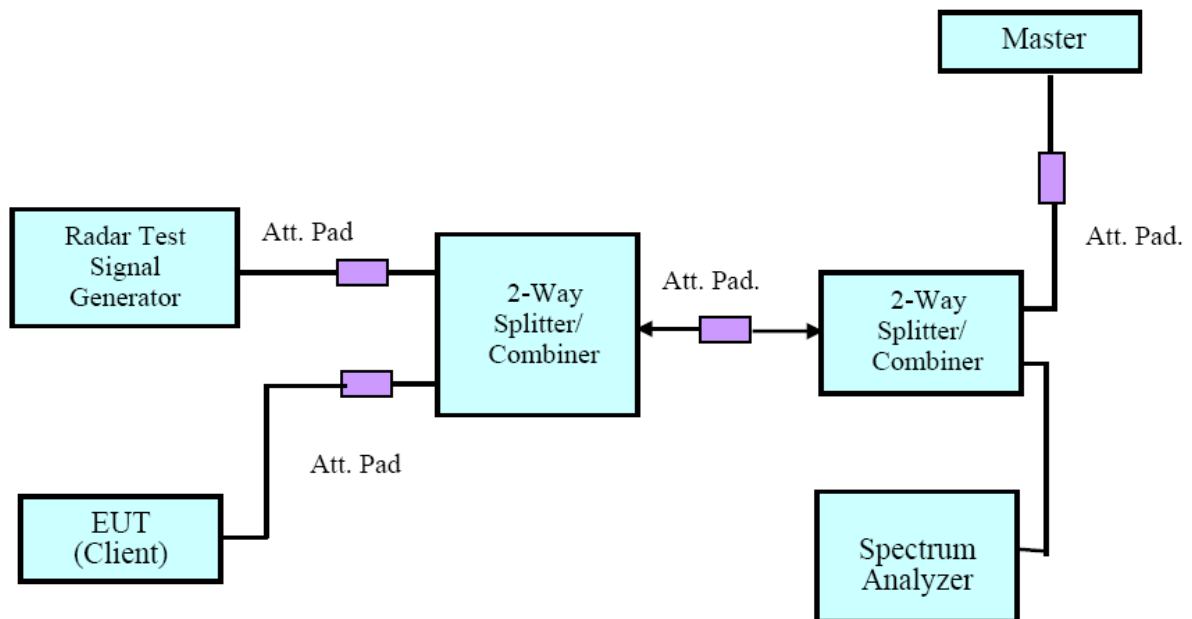 Master
Att. Pad.
Radar Test
Signal
Generator
Att. Pad
2-Way
Splitter/
Combiner
Att. Pad.
2-Way
Splitter/
Combiner
Att. Pad
EUT
(Client)
Spectrum
Analyzer